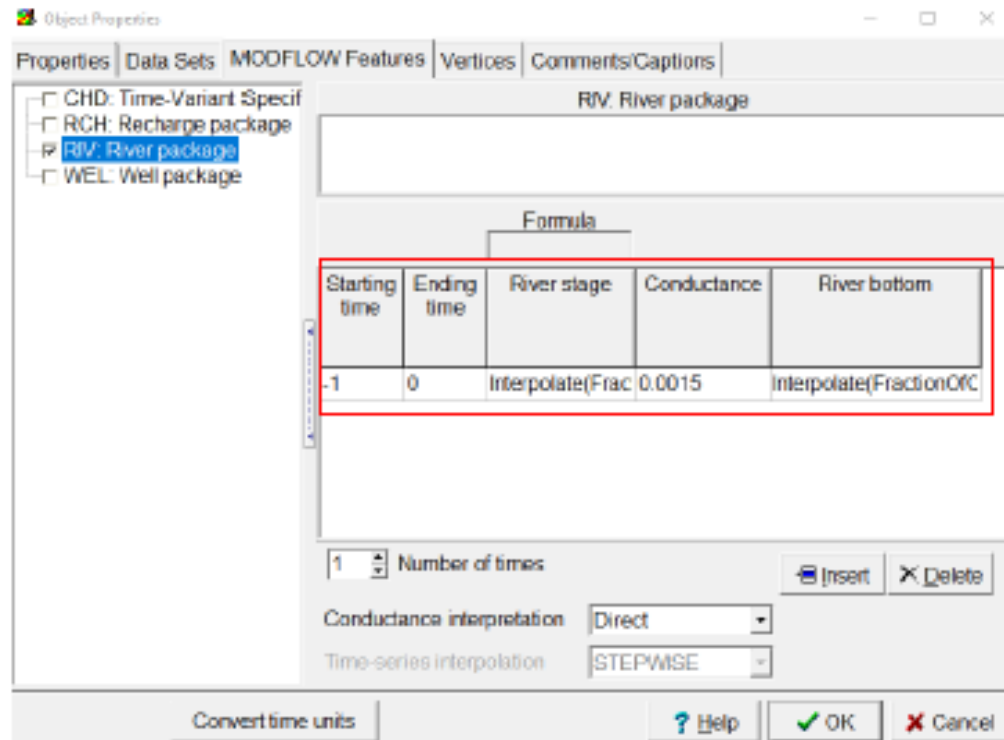 Object Properties
Properties Data Sets MODFLOW Features Vertices Comments/Captions
CHD: Time-Variant Specif
RCH: Recharge package
RIV: River package
WEL: Well package
RIV: River package
Formula
Starting time Ending time River stage Conductance River bottom
-1 0 Interpolate(Frac 0.0015 Interpolate(FractionOfO
1 Number of times
Insert Delete
Conductance interpretation Direct
Time-series interpolation STEPWISE
Convert time units ? Help OK Cancel